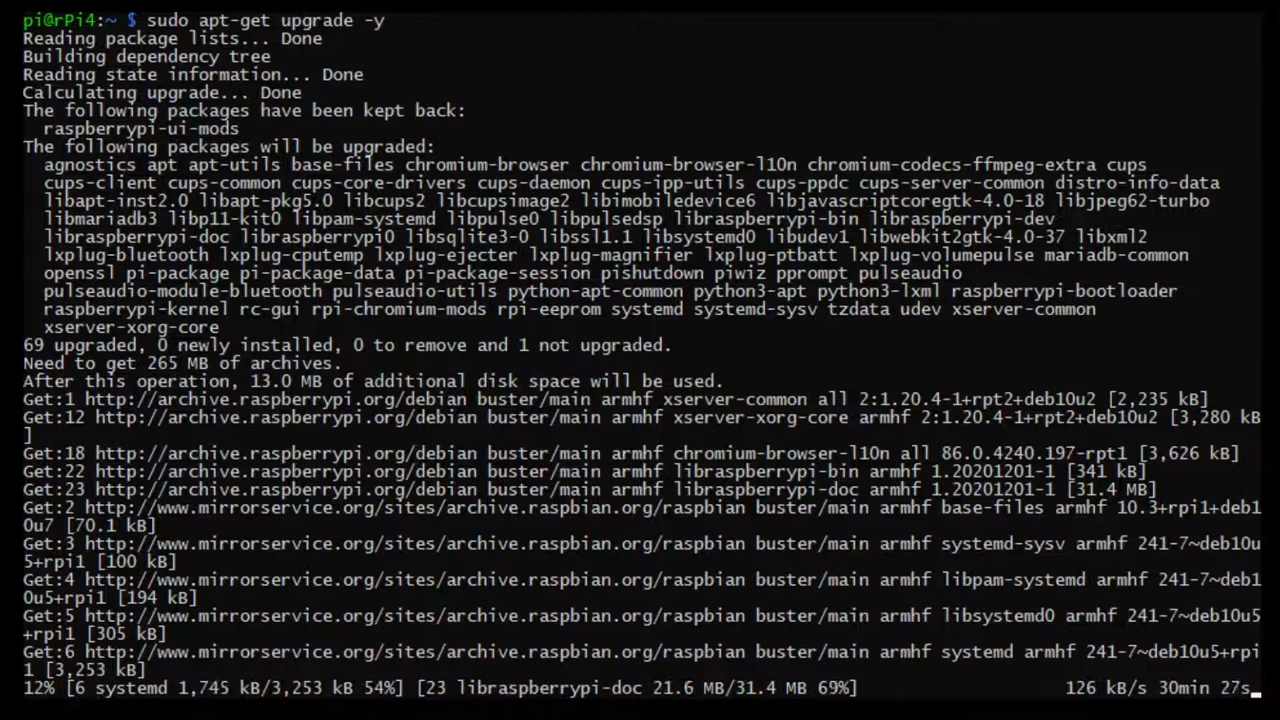 pi@rPi4:~ $ sudo apt-get upgrade -y
Reading package lists... Done
Building dependency tree
Reading state information... Done
Calculating upgrade... Done
The following packages have been kept back:
  raspberrypi-ui-mods
The following packages will be upgraded:
  agnostics apt apt-utils base-files chromium-browser chromium-browser-l10n chromium-codecs-ffmpeg-extra cups
  cups-client cups-common cups-core-drivers cups-daemon cups-ipp-utils cups-ppdc cups-server-common distro-info-data
  libapt-inst2.0 libapt-pkg5.0 libcups2 libcupsimage2 libimobiledevice6 libjavascriptcoregtk-4.0-18 libjpeg62-turbo
  libmariadb3 libp11-kit0 libpam-systemd libpulse0 libpulsedsp libraspberrypi-bin libraspberrypi-dev
  libraspberrypi-doc libraspberrypi0 libsqlite3-0 libssl1.1 libsystemd0 libudev1 libwebkit2gtk-4.0-37 libxml2
  lxplug-bluetooth lxplug-cputemp lxplug-ejecter lxplug-magnifier lxplug-ptbatt lxplug-volumepulse mariadb-common
  openssl pi-package pi-package-data pi-package-session pishutdown piwiz pprompt pulseaudio
  pulseaudio-module-bluetooth pulseaudio-utils python-apt-common python3-apt python3-lxml raspberrypi-bootloader
  raspberrypi-kernel rc-gui rpi-chromium-mods rpi-eeprom systemd systemd-sysv tzdata udev xserver-common
  xserver-xorg-core
69 upgraded, 0 newly installed, 0 to remove and 1 not upgraded.
Need to get 265 MB of archives.
After this operation, 13.0 MB of additional disk space will be used.
Get:1 http://archive.raspberrypi.org/debian buster/main armhf xserver-common all 2:1.20.4-1+rpt2+deb10u2 [2,235 kB]
Get:12 http://archive.raspberrypi.org/debian buster/main armhf xserver-xorg-core armhf 2:1.20.4-1+rpt2+deb10u2 [3,280 kB
]
Get:18 http://archive.raspberrypi.org/debian buster/main armhf chromium-browser-l10n all 86.0.4240.197-rpt1 [3,626 kB]
Get:22 http://archive.raspberrypi.org/debian buster/main armhf libraspberrypi-bin armhf 1.20201201-1 [341 kB]
Get:23 http://archive.raspberrypi.org/debian buster/main armhf libraspberrypi-doc armhf 1.20201201-1 [31.4 MB]
Get:2 http://www.mirrorservice.org/sites/archive.raspbian.org/raspbian buster/main armhf base-files armhf 10.3+rpi1+deb1
0u7 [70.1 kB]
Get:3 http://www.mirrorservice.org/sites/archive.raspbian.org/raspbian buster/main armhf systemd-sysv armhf 241-7~deb10u
5+rpi1 [100 kB]
Get:4 http://www.mirrorservice.org/sites/archive.raspbian.org/raspbian buster/main armhf libpam-systemd armhf 241-7~deb1
0u5+rpi1 [194 kB]
Get:5 http://www.mirrorservice.org/sites/archive.raspbian.org/raspbian buster/main armhf libsystemd0 armhf 241-7~deb10u5
+rpi1 [305 kB]
Get:6 http://www.mirrorservice.org/sites/archive.raspbian.org/raspbian buster/main armhf systemd armhf 241-7~deb10u5+rpi
1 [3,253 kB]
12% [6 systemd 1,745 kB/3,253 kB 54%] [23 libraspberrypi-doc 21.6 MB/31.4 MB 69%] 126 kB/s 30min 27s